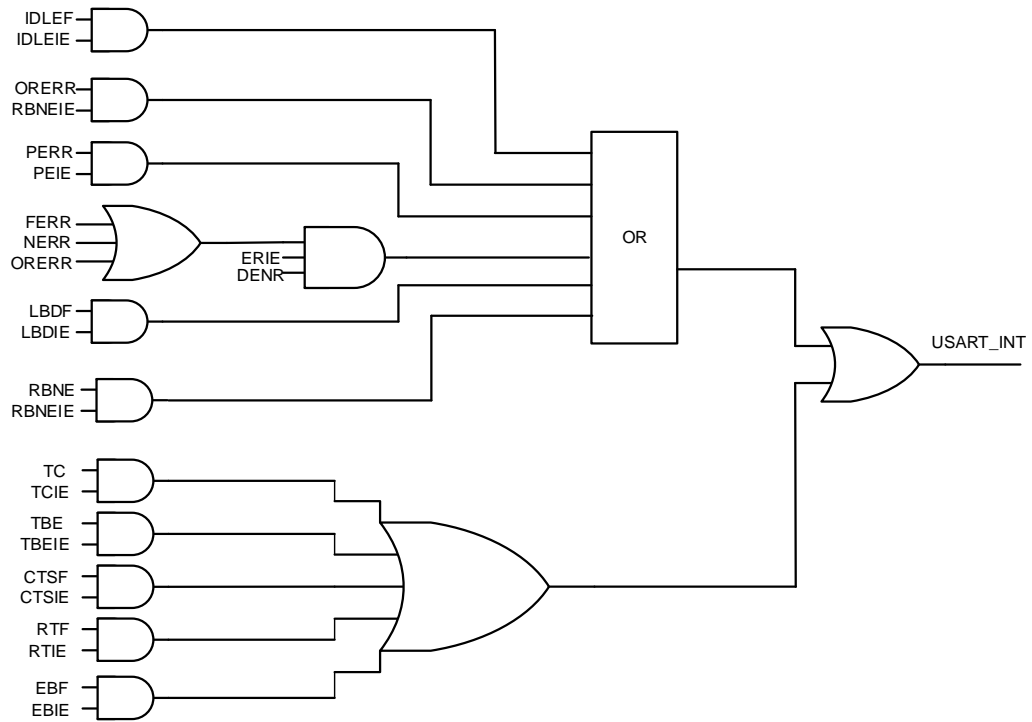 IDLEF
IDLEIE
ORERR
RBNEIE
PERR
PEIE
FERR
NERR
ORERR
ERIE
DENR
LBDF
LBDIE
RBNE
RBNEIE
OR
USART_INT
TC
TCIE
TBE
TBEIE
CTSF
CTSIE
RTF
RTIE
EBF
EBIE